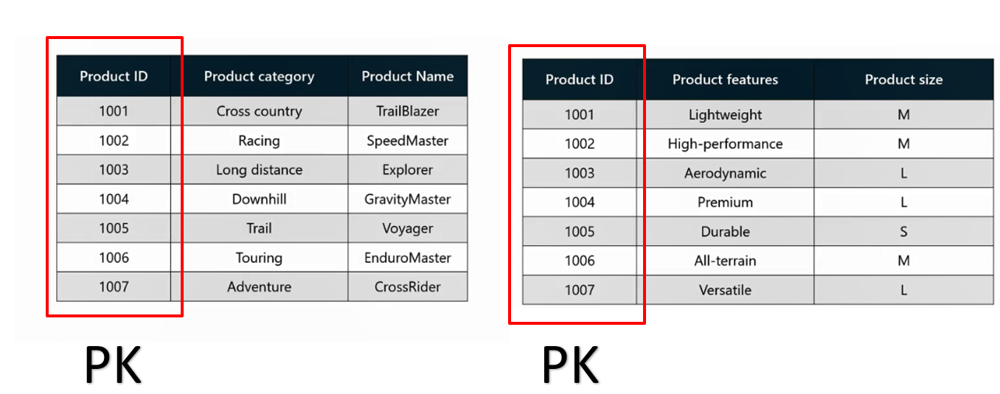 Product ID Product category Product Name
1001 Cross country TrailBlazer
1002 Racing SpeedMaster
1003 Long distance Explorer
1004 Downhill GravityMaster
1005 Trail Voyager
1006 Touring EnduroMaster
1007 Adventure CrossRider
PK
Product ID Product features Product size
1001 Lightweight M
1002 High-performance M
1003 Aerodynamic L
1004 Premium L
1005 Durable S
1006 All-terrain M
1007 Versatile L
PK